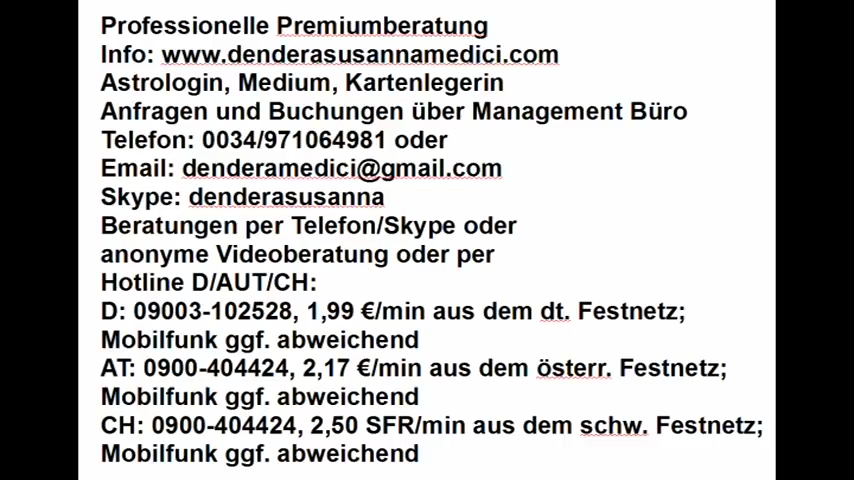 Professionelle Premiumberatung
Info: www.denderasusannamedici.com
Astrologin, Medium, Kartenlegerin
Anfragen und Buchungen über Management Büro
Telefon: 0034/971064981 oder
Email: denderamedici@gmail.com
Skype: denderasusanna
Beratungen per Telefon/Skype oder
anonyme Videoberatung oder per
Hotline D/AUT/CH:
D: 09003-102528, 1,99 €/min aus dem dt. Festnetz;
Mobilfunk ggf. abweichend
AT: 0900-404424, 2,17 €/min aus dem österr. Festnetz;
Mobilfunk ggf. abweichend
CH: 0900-404424, 2,50 SFR/min aus dem schw. Festnetz;
Mobilfunk ggf. abweichend